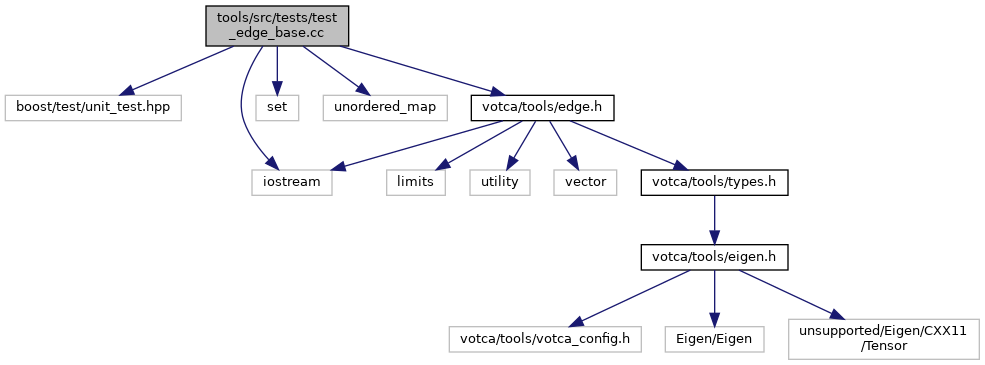 tools/src/tests/test
_edge_base.cc
boost/test/unit_test.hpp
set
unordered_map
votca/tools/edge.h
iostream
limits
utility
vector
votca/tools/types.h
votca/tools/eigen.h
votca/tools/votca_config.h
Eigen/Eigen
unsupported/Eigen/CXX11
/Tensor